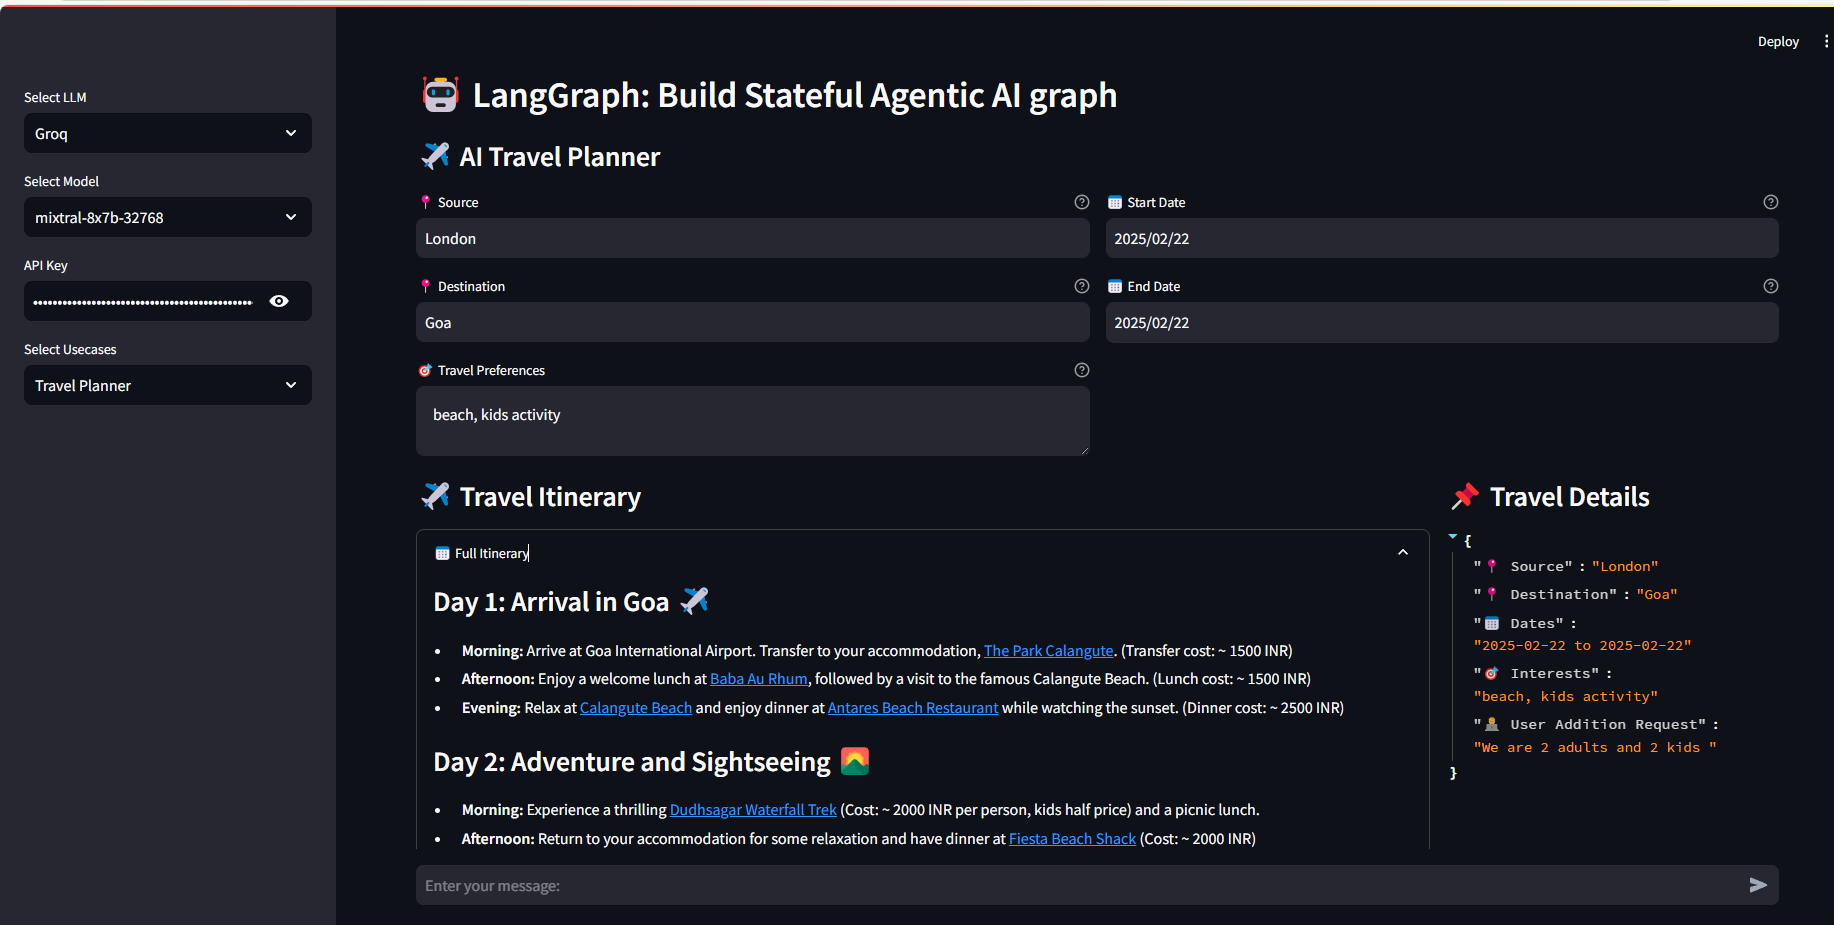 Deploy
Select LLM
Groq
Select Model
mixtral-8x7b-32768
API Key
Select Usecases
Travel Planner
LangGraph: Build Stateful Agentic AI graph
AI Travel Planner
Source
London
Start Date
2025/02/22
Destination
Goa
End Date
2025/02/22
Travel Preferences
beach, kids activity
Travel Itinerary
Full Itinerary
Day 1: Arrival in Goa
Morning: Arrive at Goa International Airport. Transfer to your accommodation, The Park Calangute. (Transfer cost: ~ 1500 INR)
Afternoon: Enjoy a welcome lunch at Baba Au Rhum, followed by a visit to the famous Calangute Beach. (Lunch cost: ~ 1500 INR)
Evening: Relax at Calangute Beach and enjoy dinner at Antares Beach Restaurant while watching the sunset. (Dinner cost: ~ 2500 INR)
Day 2: Adventure and Sightseeing
Morning: Experience a thrilling Dudhsagar Waterfall Trek (Cost: ~ 2000 INR per person, kids half price) and a picnic lunch.
Afternoon: Return to your accommodation for some relaxation and have dinner at Fiesta Beach Shack (Cost: ~ 2000 INR)
Travel Details
{
"📍 Source" : "London"
"📍 Destination" : "Goa"
"📅 Dates" :
"2025-02-22 to 2025-02-22"
"🎯 Interests" :
"beach, kids activity"
"🧑‍💻 User Addition Request" :
"We are 2 adults and 2 kids "
}
Enter your message: